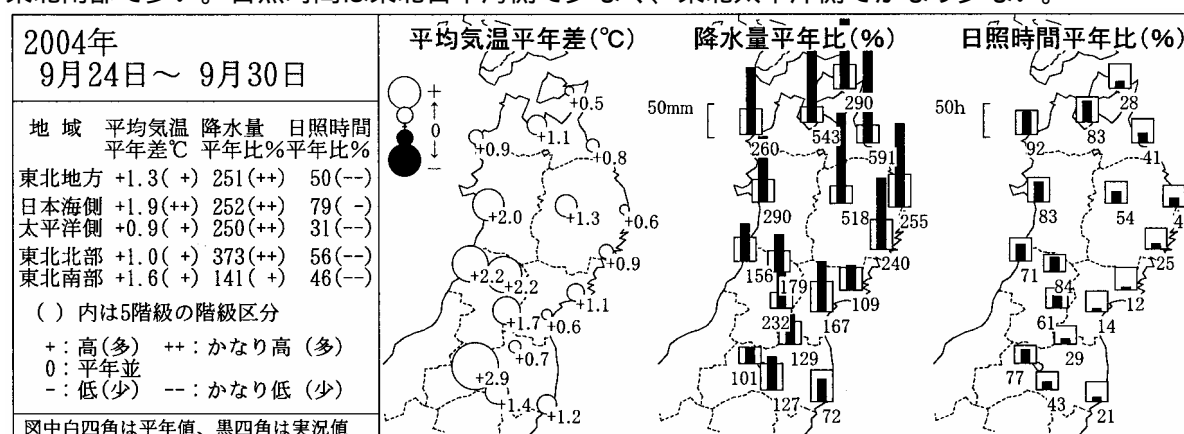 2004年
9月24日～ 9月30日
地 域 平均気温 降水量 日照時間
平年差℃ 平年比% 平年比%
東北地方 +1.3( +) 251(++) 50(--)
日本海側 +1.9(++) 252(++) 79( -)
太平洋側 +0.9( +) 250(++) 31(--)
東北北部 +1.0( +) 373(++) 56(--)
東北南部 +1.6( +) 141( +) 46(--)
( ) 内は5階級の階級区分
+：高(多) ++：かなり高 (多)
0：平年並
-：低(少) --：かなり低 (少)
図中白四角は平年値、黒四角は実況値
平均気温平年差(℃)
+
↑
0
↓
-
+0.5
+1.1
+0.9
+0.8
+2.0
+1.3
+0.6
+0.9
+2.2
+2.2
+1.1
+1.7
+0.6
+0.7
+2.9
+1.4
+1.2
降水量平年比(%)
50mm
290
543
260
591
290
518
255
240
156
179
109
232
167
129
101
127
72
日照時間平年比(%)
50h
28
83
92
41
83
54
25
71
84
12
61
14
29
77
43
21